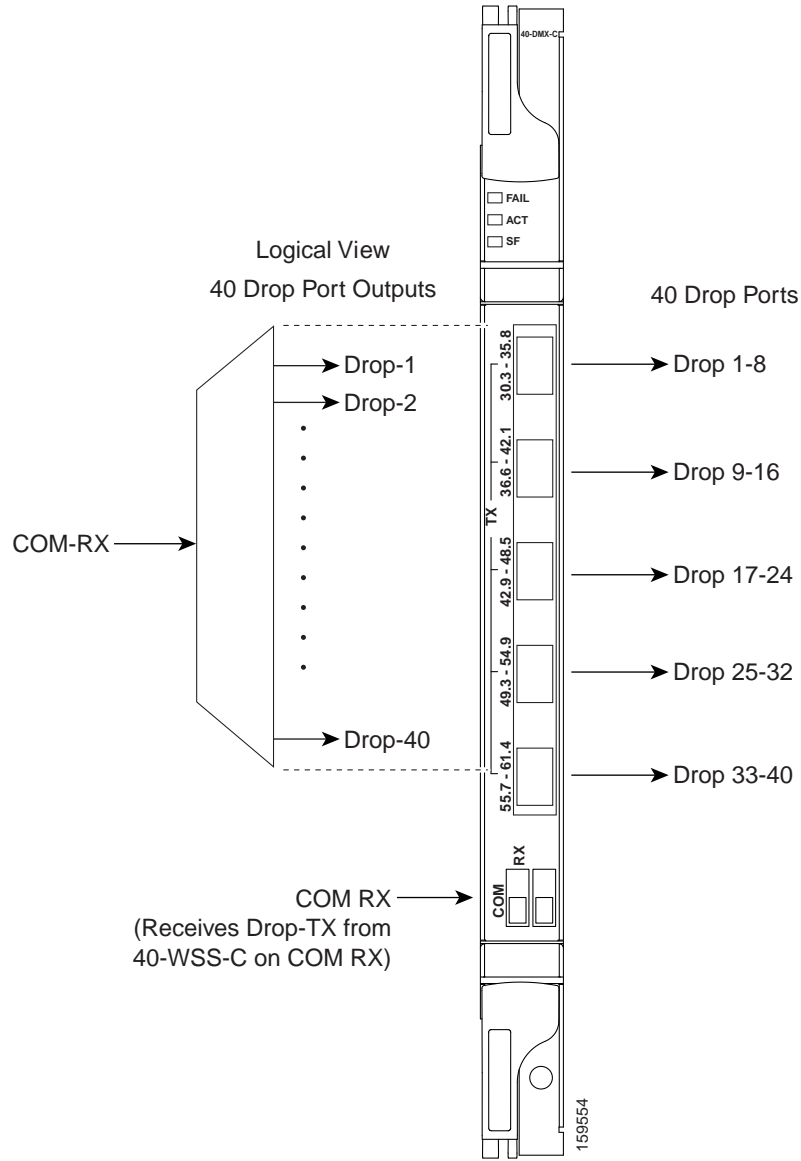 40-DMX-C
FAIL
ACT
SF
Logical View
40 Drop Port Outputs
40 Drop Ports
Drop-1
Drop-2
Drop-40
COM-RX
30.3 - 35.8
36.6 - 42.1
42.9 - 48.5
49.3 - 54.9
55.7 - 61.4
TX
Drop 1-8
Drop 9-16
Drop 17-24
Drop 25-32
Drop 33-40
RX
COM
COM RX
(Receives Drop-TX from
40-WSS-C on COM RX)
159554